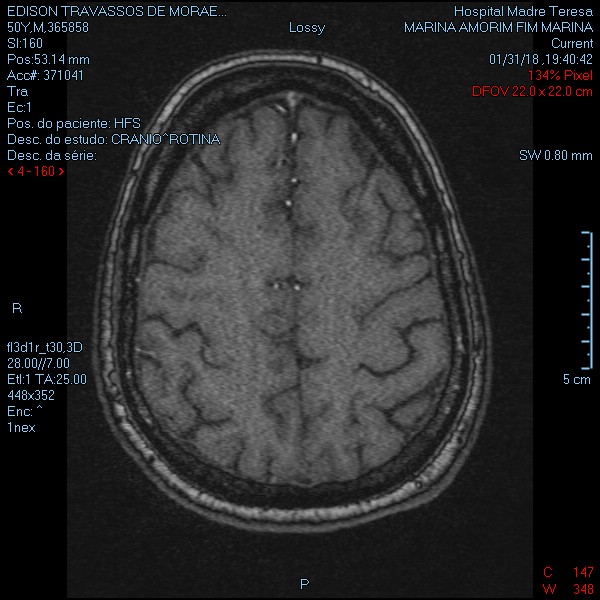 EDISON TRAVASSOS DE MORAE...
50Y,M,365858
Sl:160
Pos:53.14 mm
Acc#: 371041
Tra
Ec:1
Pos. do paciente: HFS
Desc. do estudo: CRANIO^ROTINA
Desc. da série:
< 4 - 160 >
Lossy
Hospital Madre Teresa
MARINA AMORIM FIM MARINA
Current
01/31/18 ,19:40:42
134% Pixel
DFOV 22.0 x 22.0 cm
SW 0.80 mm
R
5 cm
fl3d1r_t30,3D
28.00//7.00
Etl:1 TA:25.00
448x352
Enc: ^
1nex
P
C 147
W 348